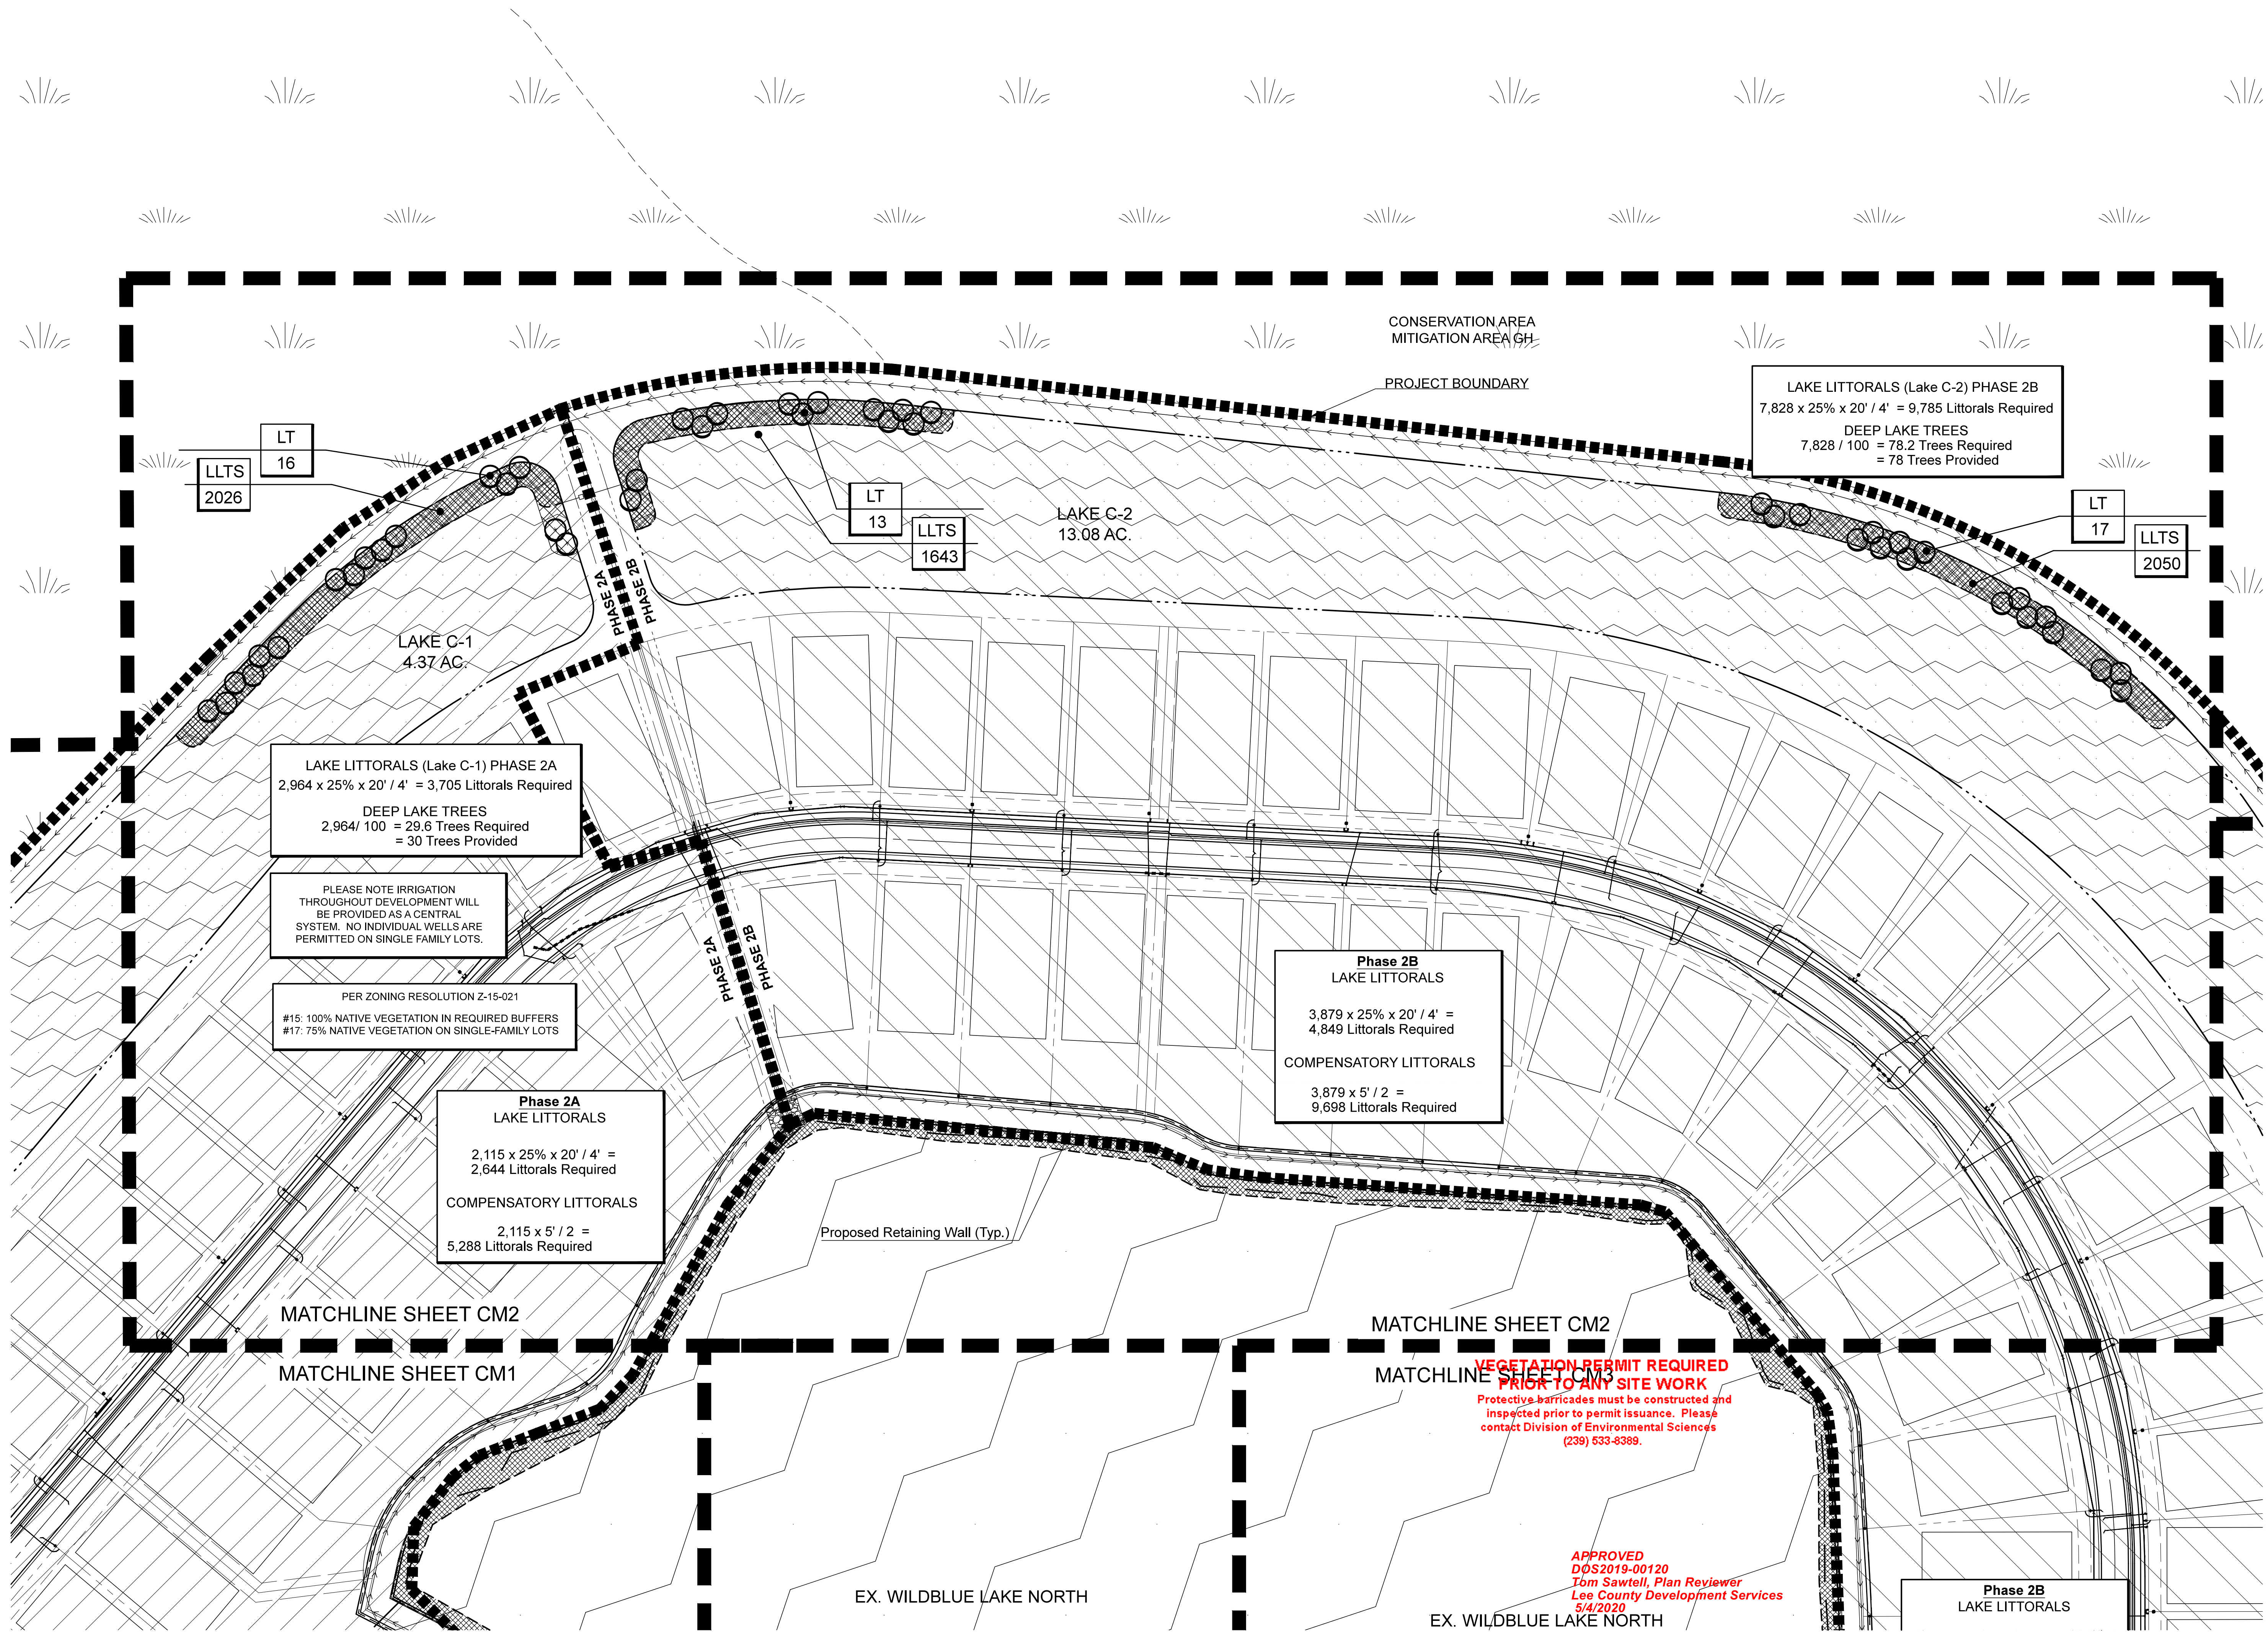 CONSERVATION AREA
MITIGATION AREA GH
PROJECT BOUNDARY
LAKE LITTORALS (Lake C-2) PHASE 2B
7,828 x 25% x 20' / 4' = 9,785 Littorals Required
DEEP LAKE TREES
7,828 / 100 = 78.2 Trees Required
= 78 Trees Provided
LT
16
LLTS
2026
LT
13
LLTS
1643
LAKE C-2
13.08 AC.
LT
17
LLTS
2050
PHASE 2A
PHASE 2B
LAKE C-1
4.37 AC.
LAKE LITTORALS (Lake C-1) PHASE 2A
2,964 x 25% x 20' / 4' = 3,705 Littorals Required
DEEP LAKE TREES
2,964/ 100 = 29.6 Trees Required
= 30 Trees Provided
PLEASE NOTE IRRIGATION
THROUGHOUT DEVELOPMENT WILL
BE PROVIDED AS A CENTRAL
SYSTEM. NO INDIVIDUAL WELLS ARE
PERMITTED ON SINGLE FAMILY LOTS.
PHASE 2A
PHASE 2B
PER ZONING RESOLUTION Z-15-021
#15: 100% NATIVE VEGETATION IN REQUIRED BUFFERS
#17: 75% NATIVE VEGETATION ON SINGLE-FAMILY LOTS
Phase 2B
LAKE LITTORALS
3,879 x 25% x 20' / 4' =
4,849 Littorals Required
COMPENSATORY LITTORALS
3,879 x 5' / 2 =
9,698 Littorals Required
Phase 2A
LAKE LITTORALS
2,115 x 25% x 20' / 4' =
2,644 Littorals Required
COMPENSATORY LITTORALS
2,115 x 5' / 2 =
5,288 Littorals Required
Proposed Retaining Wall (Typ.)
MATCHLINE SHEET CM2
MATCHLINE SHEET CM1
MATCHLINE SHEET CM2
MATCHLINE SHEET CM3
VEGETATION PERMIT REQUIRED
PRIOR TO ANY SITE WORK
Protective barricades must be constructed and
inspected prior to permit issuance. Please
contact Division of Environmental Sciences
(239) 533-8389.
APPROVED
DOS2019-00120
Tom Sawtell, Plan Reviewer
Lee County Development Services
5/4/2020
EX. WILDBLUE LAKE NORTH
EX. WILDBLUE LAKE NORTH
Phase 2B
LAKE LITTORALS